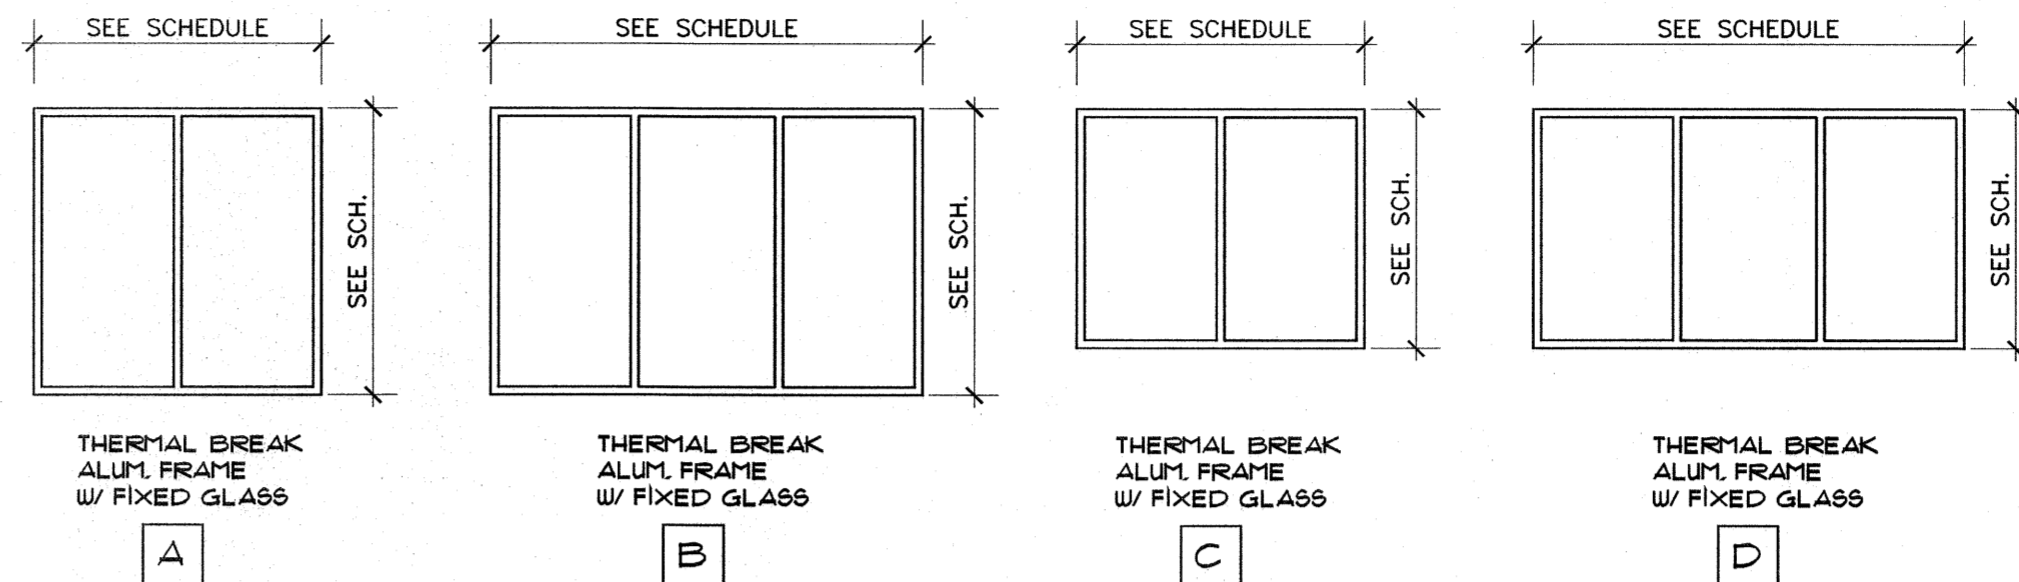 SEE SCHEDULE
SEE SCH.
THERMAL BREAK
ALUM. FRAME
W/ FIXED GLASS
A
SEE SCHEDULE
SEE SCH.
THERMAL BREAK
ALUM. FRAME
W/ FIXED GLASS
B
SEE SCHEDULE
SEE SCH.
THERMAL BREAK
ALUM. FRAME
W/ FIXED GLASS
C
SEE SCHEDULE
SEE SCH.
THERMAL BREAK
ALUM. FRAME
W/ FIXED GLASS
D